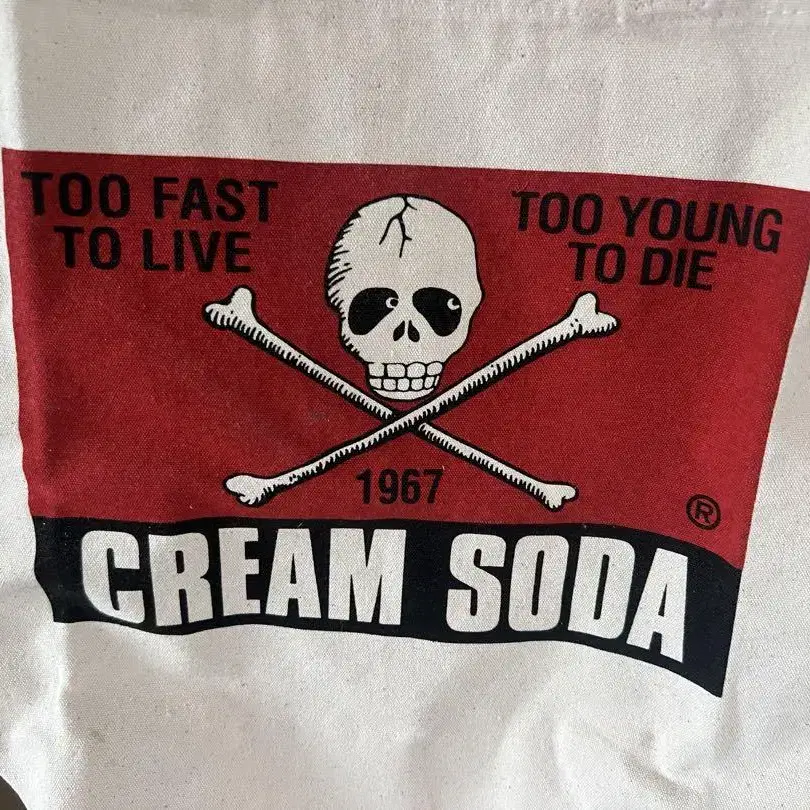 TOO FAST
TO LIVE
TOO YOUNG
TO DIE
1967
®
CREAM SODA